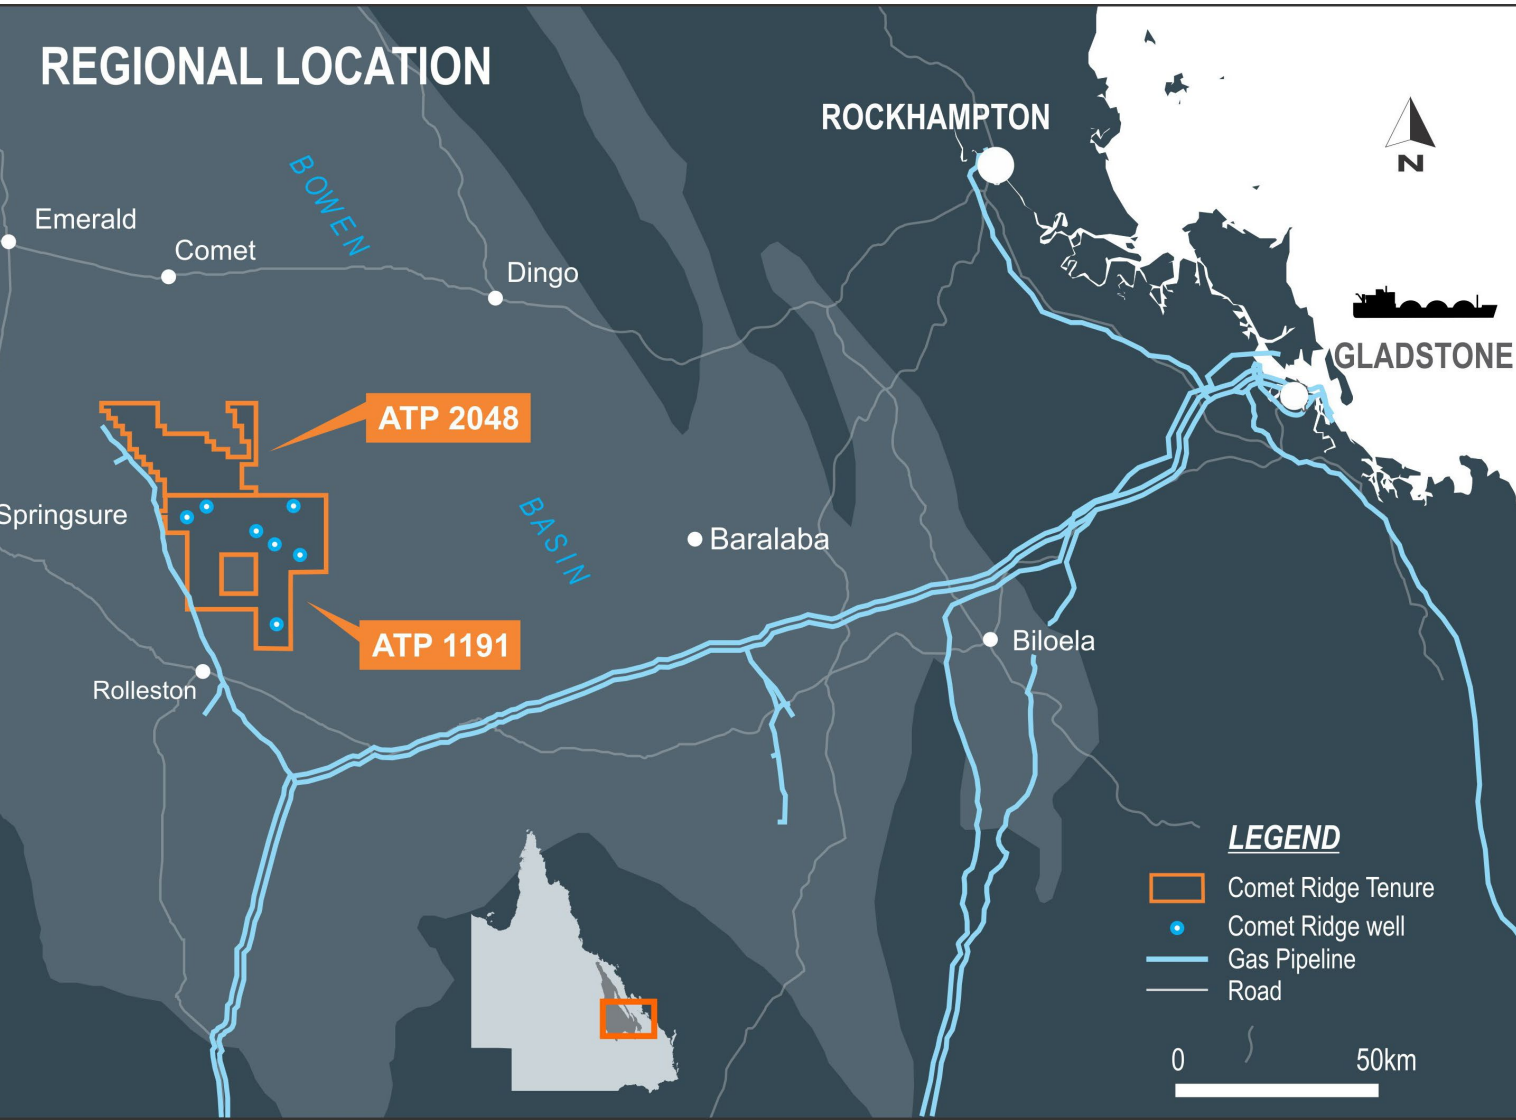 REGIONAL LOCATION
ROCKHAMPTON
N
BOWEN
Emerald
Comet
Dingo
GLADSTONE
ATP 2048
Springsure
BASIN
Baralaba
ATP 1191
Biloela
Rolleston
LEGEND
Comet Ridge Tenure
Comet Ridge well
Gas Pipeline
Road
0 50km